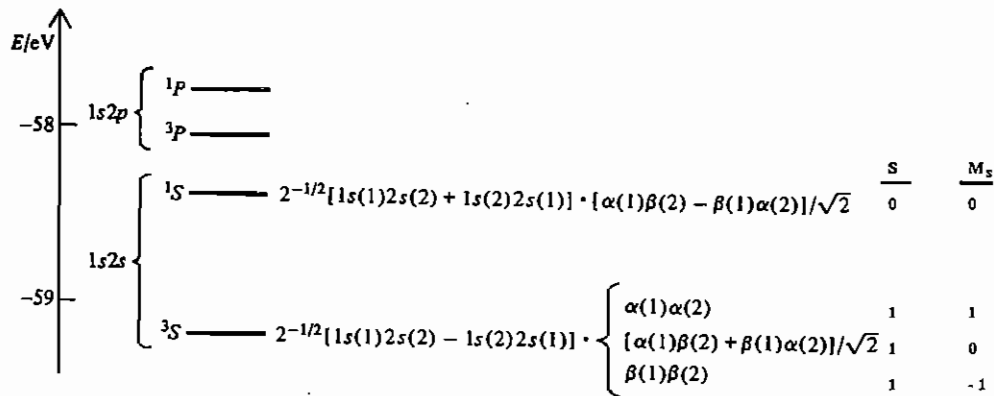 E/eV
¹P
1s2p
-58
³P
S M_S
¹S 2^{-1/2}[1s(1)2s(2) + 1s(2)2s(1)] · [α(1)β(2) − β(1)α(2)]/√2 0 0
1s2s
-59
α(1)α(2) 1 1
³S 2^{-1/2}[1s(1)2s(2) − 1s(2)2s(1)] · [α(1)β(2) + β(1)α(2)]/√2 1 0
β(1)β(2) 1 -1